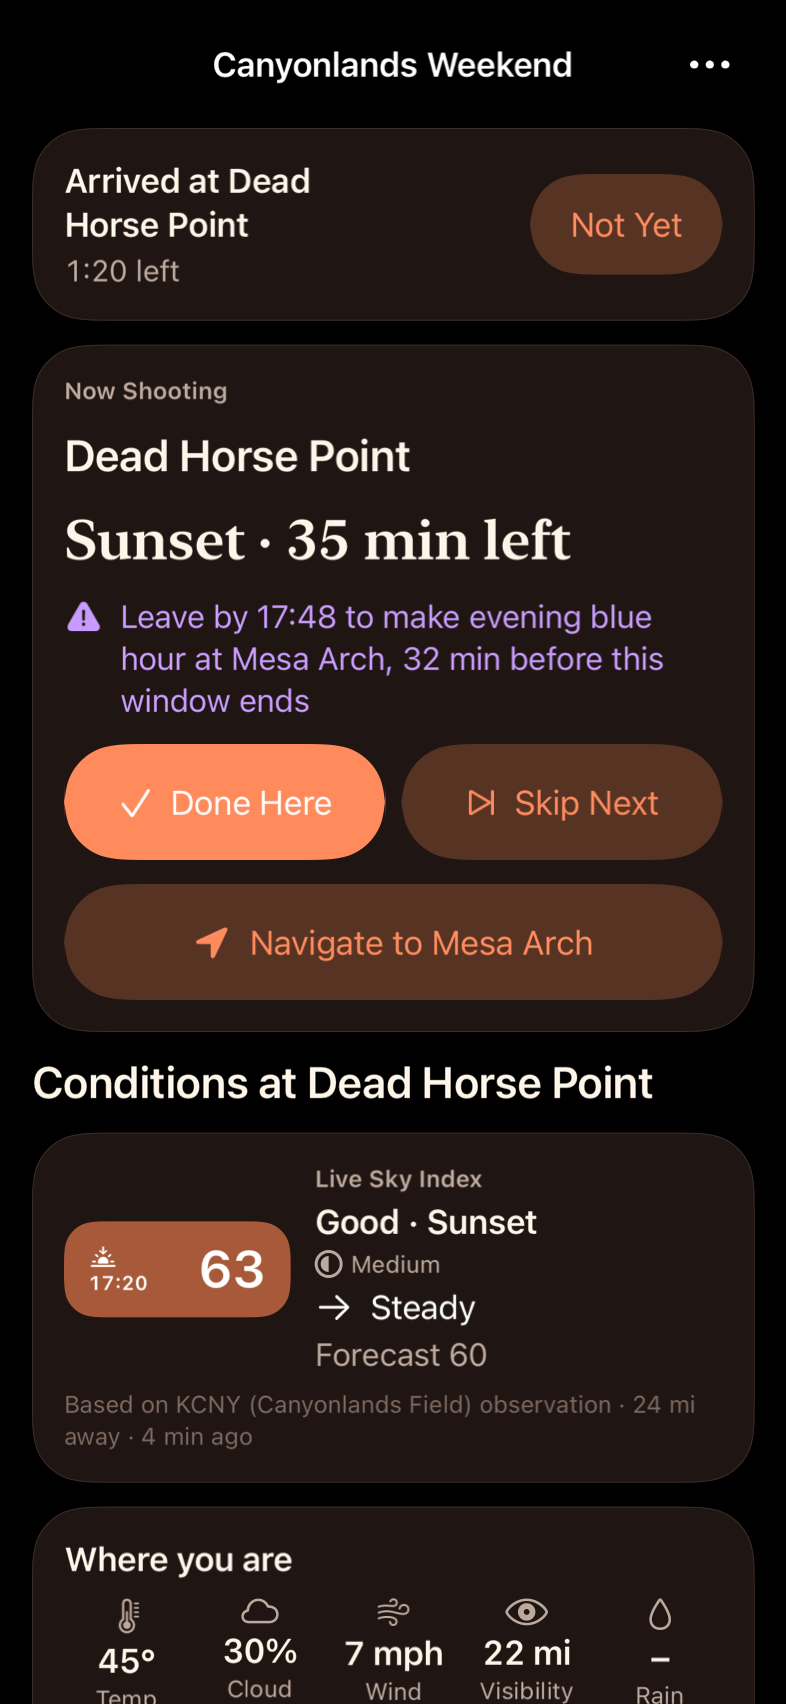 Canyonlands Weekend
Arrived at Dead
Horse Point
1:20 left
Not Yet
Now Shooting
Dead Horse Point
Sunset · 35 min left
Leave by 17:48 to make evening blue
hour at Mesa Arch, 32 min before this
window ends
Done Here
Skip Next
Navigate to Mesa Arch
Conditions at Dead Horse Point
17:20
63
Live Sky Index
Good · Sunset
Medium
Steady
Forecast 60
Based on KCNY (Canyonlands Field) observation · 24 mi
away · 4 min ago
Where you are
45° 30% 7 mph 22 mi –
Temp Cloud Wind Visibility Rain